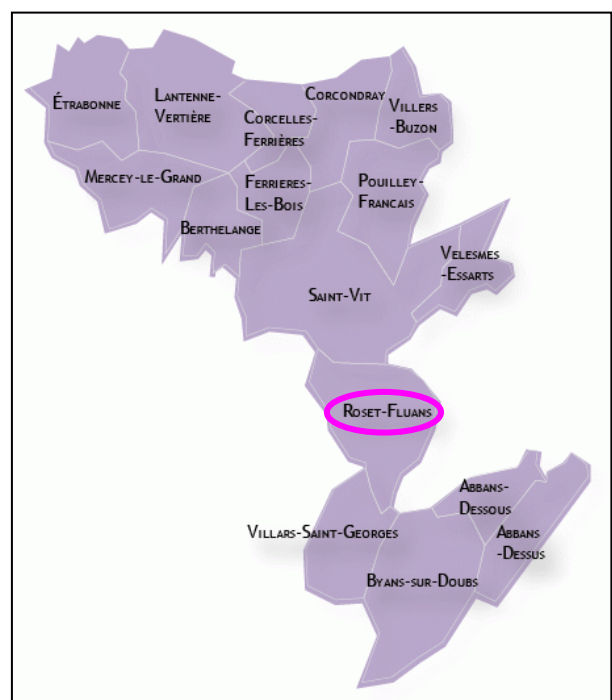 Étrabonne
Lantenne-
Vertière
Corcondray
Villers
-Buzon
Corcelles-
Ferrières
Mercey-le-Grand
Ferrieres-
Les-Bois
Pouilley-
Francais
Berthelange
Velesmes
-Essarts
Saint-Vit
Roset-Fluans
Abbans-
Dessous
Villars-Saint-Georges
Abbans
-Dessus
Byans-sur-Doubs